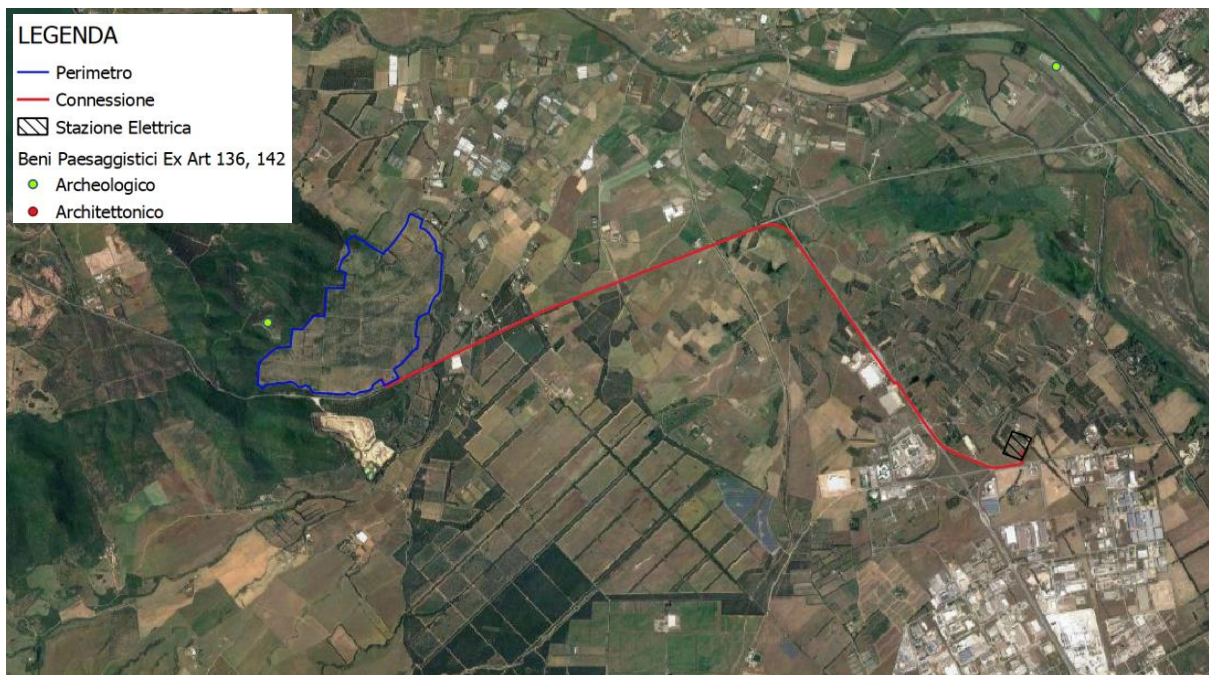 LEGENDA
Perimetro
Connessione
Stazione Elettrica
Beni Paesaggistici Ex Art 136, 142
Archeologico
Architettonico